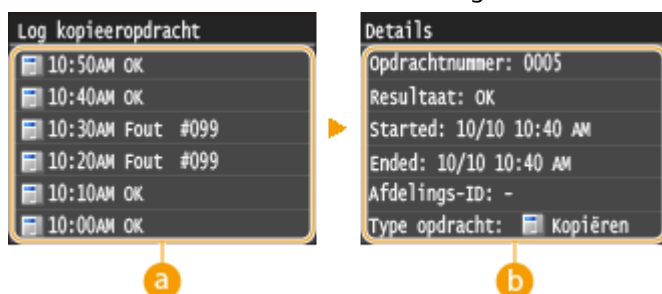 Log kopieeropdracht
10:50AM OK
10:40AM OK
10:30AM Fout #099
10:20AM Fout #099
10:10AM OK
10:00AM OK
a
Details
Opdrachtnummer: 0005
Resultaat: OK
Started: 10/10 10:40 AM
Ended: 10/10 10:40 AM
Afdelings-ID: -
Type opdracht: Kopiëren
b